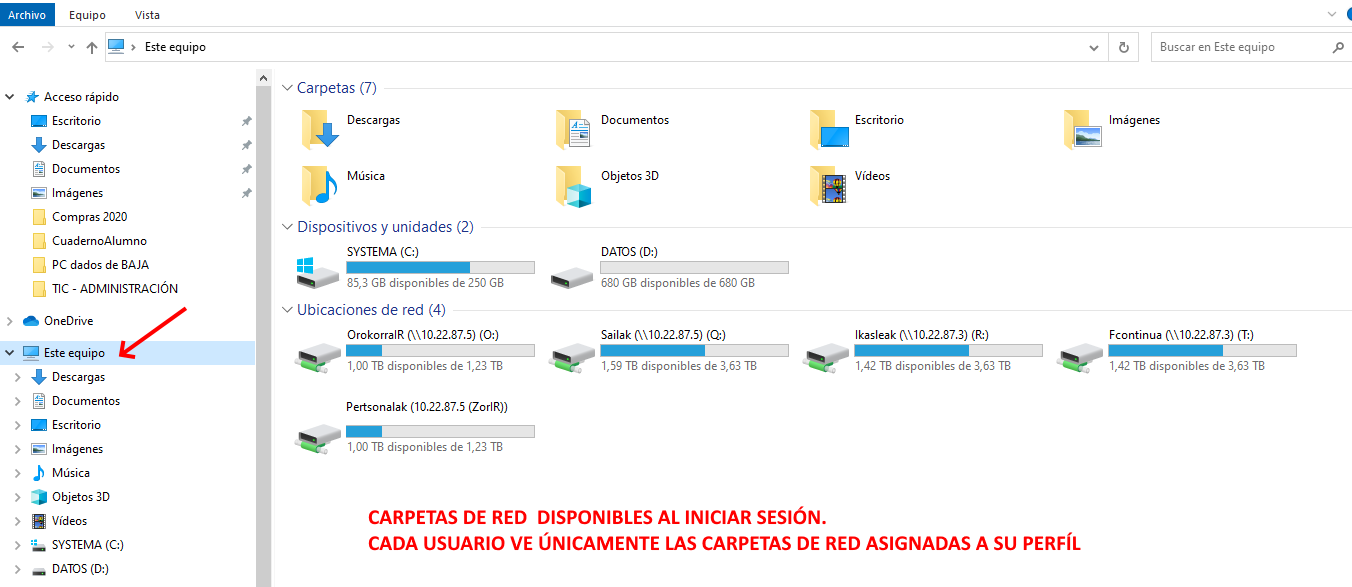 Archivo Equipo Vista
Este equipo
Buscar en Este equipo
Acceso rápido
Escritorio
Descargas
Documentos
Imágenes
Compras 2020
CuadernoAlumno
PC dados de BAJA
TIC - ADMINISTRACIÓN
OneDrive
Este equipo
Descargas
Documentos
Escritorio
Imágenes
Música
Objetos 3D
Vídeos
SYSTEMA (C:)
DATOS (D:)
Carpetas (7)
Descargas Documentos Escritorio Imágenes
Música Objetos 3D Vídeos
Dispositivos y unidades (2)
SYSTEMA (C:) DATOS (D:)
85,3 GB disponibles de 250 GB 680 GB disponibles de 680 GB
Ubicaciones de red (4)
OrokorralR (\\10.22.87.5) (O:) Sailak (\\10.22.87.5) (Q:) Ikasleak (\\10.22.87.3) (R:) Fcontinua (\\10.22.87.3) (T:)
1,00 TB disponibles de 1,23 TB 1,59 TB disponibles de 3,63 TB 1,42 TB disponibles de 3,63 TB 1,42 TB disponibles de 3,63 TB
Pertsonalak (10.22.87.5 (ZorIR))
1,00 TB disponibles de 1,23 TB
CARPETAS DE RED DISPONIBLES AL INICIAR SESIÓN.
CADA USUARIO VE ÚNICAMENTE LAS CARPETAS DE RED ASIGNADAS A SU PERFÍL